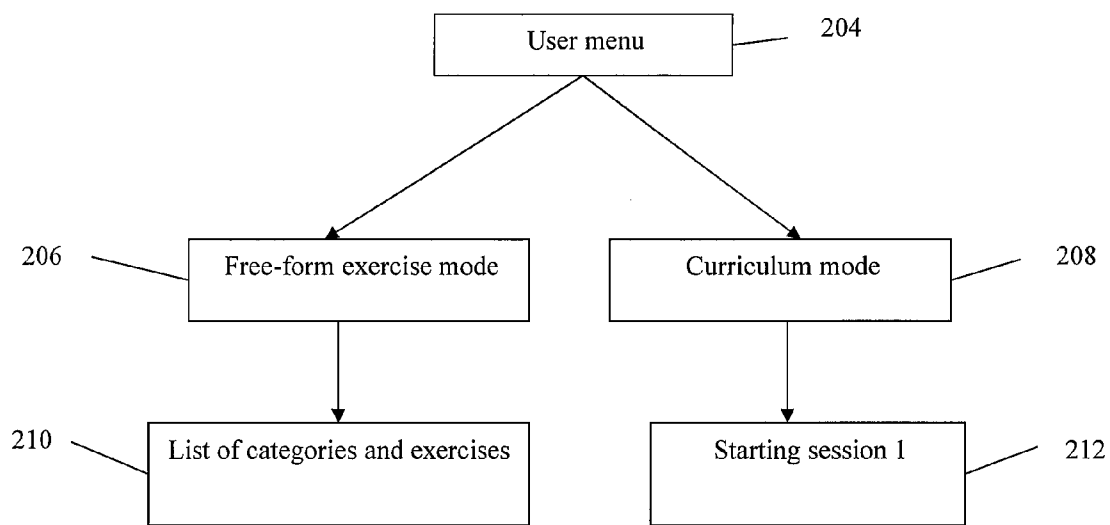 User menu
204
206
Free-form exercise mode
Curriculum mode
208
210
List of categories and exercises
Starting session 1
212